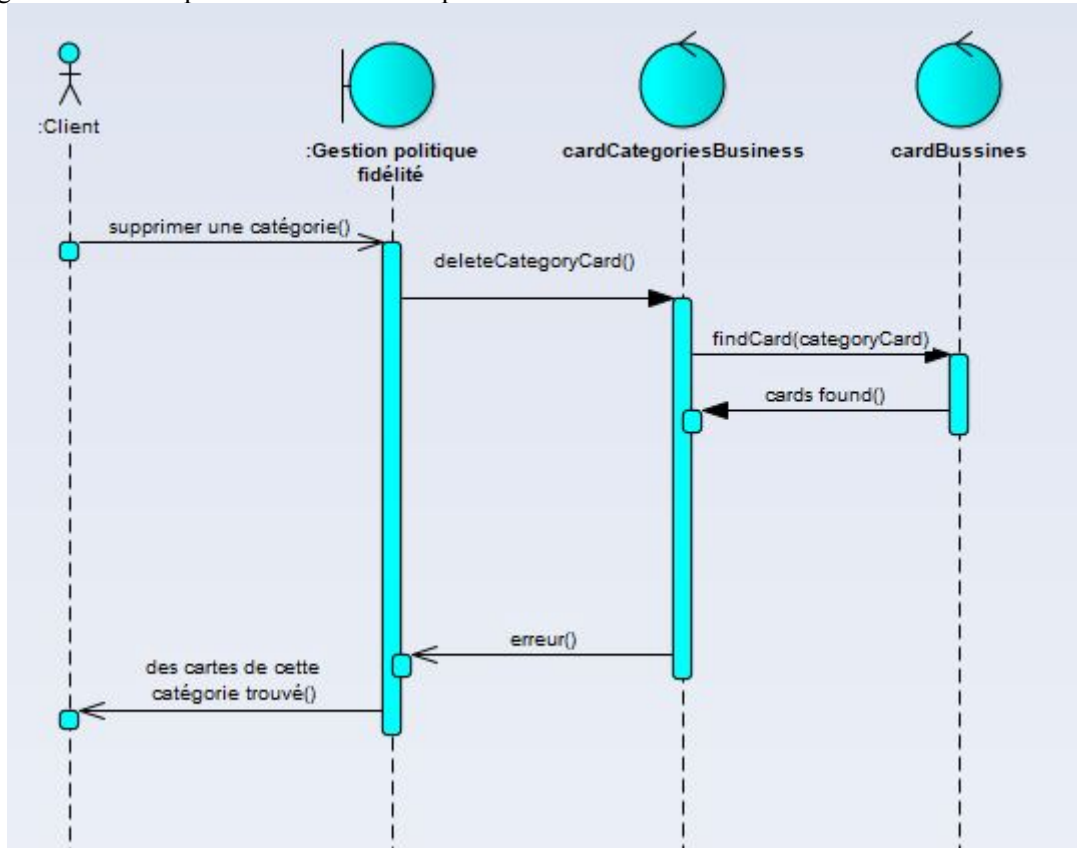 :Client
:Gestion politique
fidélité
cardCategoriesBusiness
cardBussines
supprimer une catégorie()
deleteCategoryCard()
findCard(categoryCard)
cards found()
erreur()
des cartes de cette
catégorie trouvé()